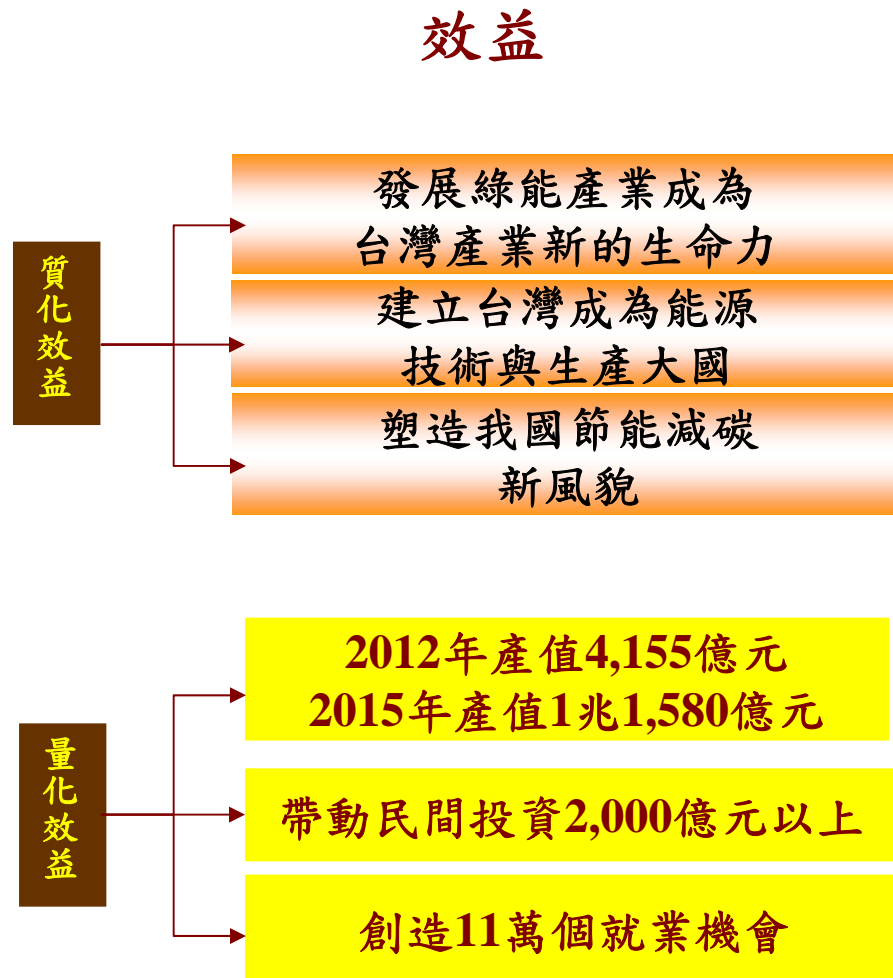 效益
質化效益
發展綠能產業成為
台灣產業新的生命力
建立台灣成為能源
技術與生產大國
塑造我國節能減碳
新風貌
量化效益
2012年產值4,155億元
2015年產值1兆1,580億元
帶動民間投資2,000億元以上
創造11萬個就業機會